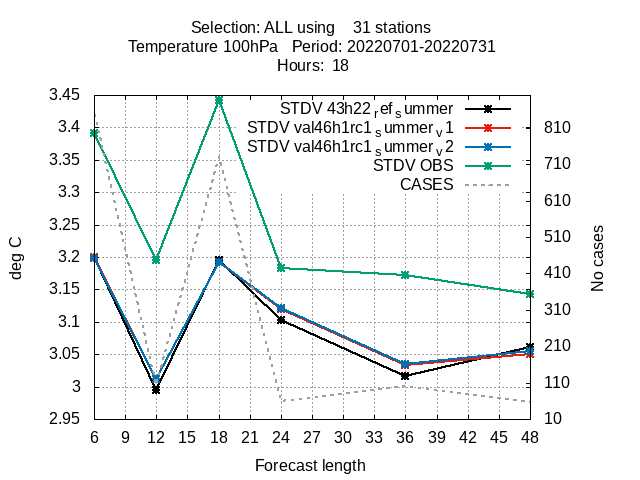 Selection: ALL using    31 stations
Temperature 100hPa   Period: 20220701-20220731
Hours:  18
STDV 43h22_ref_summer
STDV val46h1rc1_summer_v1
STDV val46h1rc1_summer_v2
STDV OBS
CASES
3.45
3.4
3.35
3.3
3.25
3.2
3.15
3.1
3.05
3
2.95
deg C
810
710
610
510
410
310
210
110
10
No cases
6 9 12 15 18 21 24 27 30 33 36 39 42 45 48
Forecast length